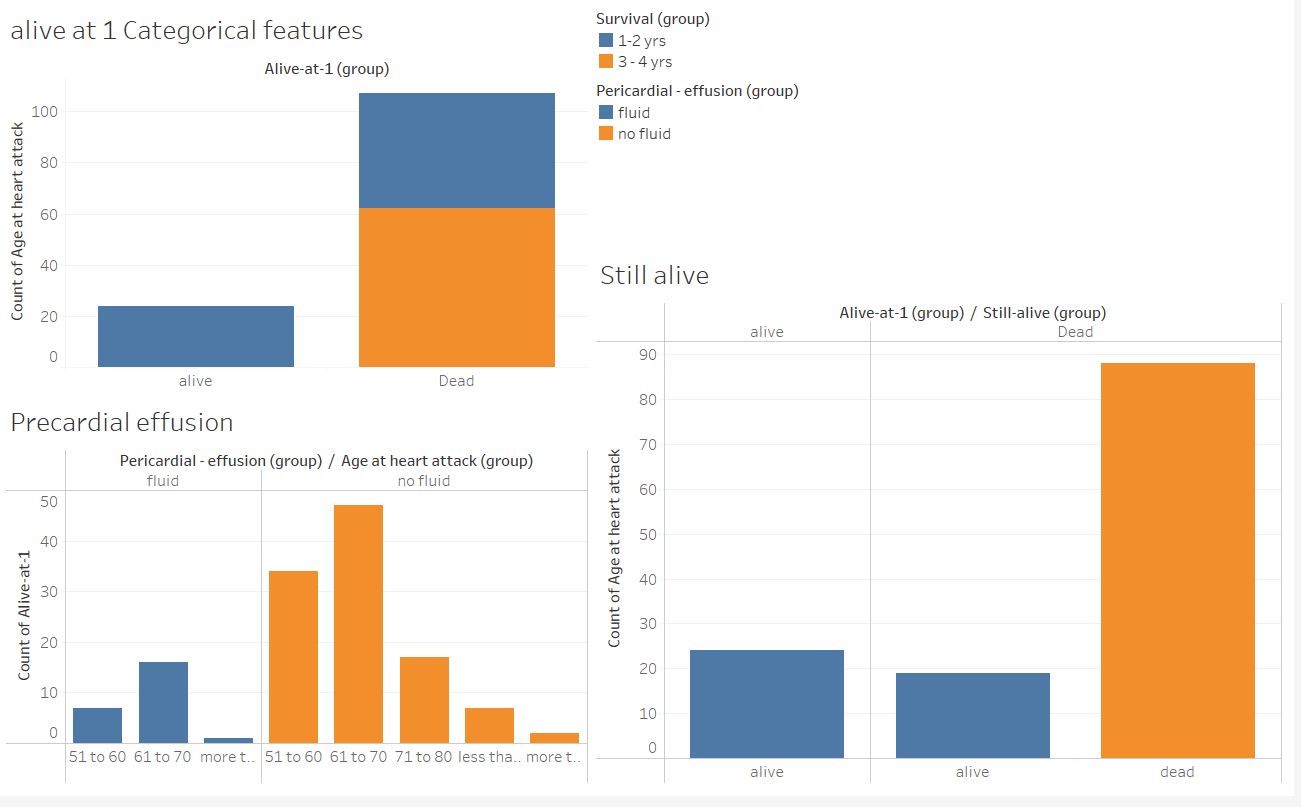 alive at 1 Categorical features
Alive-at-1 (group)
Count of Age at heart attack
100
80
60
40
20
0
alive
Dead
Survival (group)
1-2 yrs
3 - 4 yrs
Pericardial - effusion (group)
fluid
no fluid
Precardial effusion
Pericardial - effusion (group) / Age at heart attack (group)
fluid
no fluid
Count of Alive-at-1
50
40
30
20
10
0
51 to 60
61 to 70
more t..
51 to 60
61 to 70
71 to 80
less tha..
more t..
Still alive
Alive-at-1 (group) / Still-alive (group)
alive
Dead
Count of Age at heart attack
90
80
70
60
50
40
30
20
10
0
alive
alive
dead